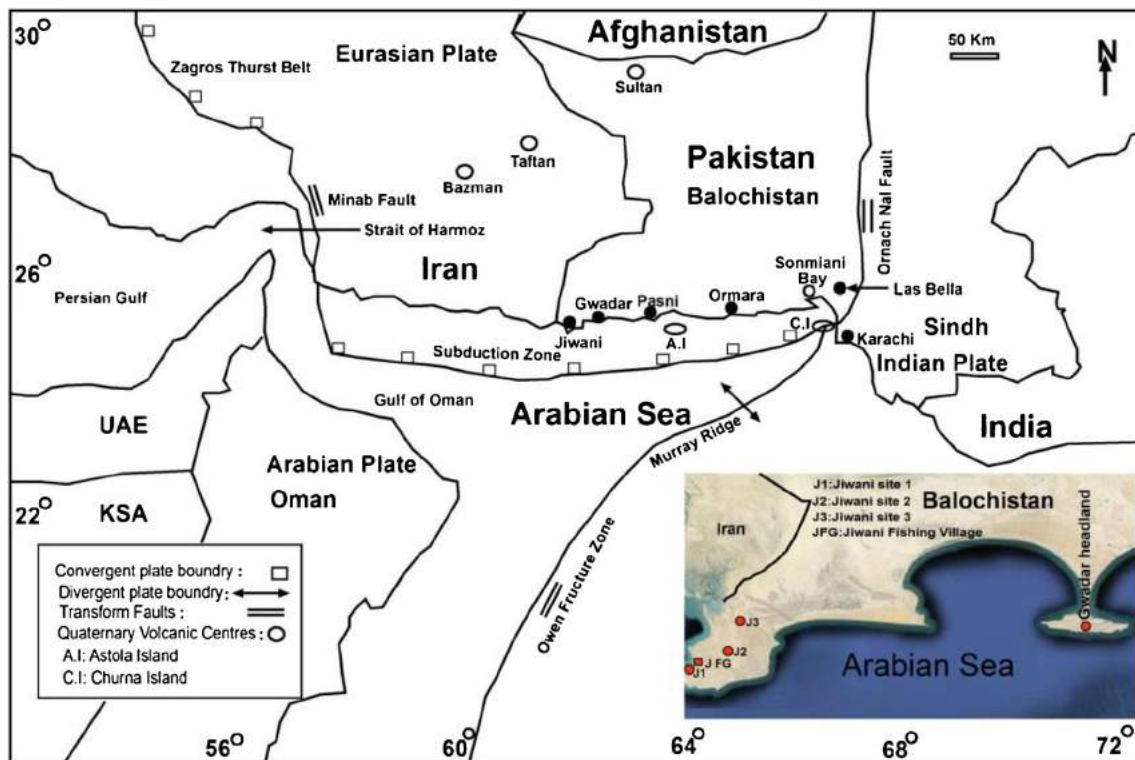 30°
Afghanistan
50 Km
N
Eurasian Plate
Zagros Thurst Belt
Sultan
Taftan
Bazman
Pakistan
Balochistan
Minab Fault
Ornach Nal Fault
Strait of Harmoz
26°
Iran
Sonmiani
Bay
Persian Gulf
Gwadar
Pasni
Ormara
Las Bella
Jiwani
A.I
C.I
Karachi
Sindh
Subduction Zone
Indian Plate
Gulf of Oman
Arabian Sea
India
UAE
Murray Ridge
Arabian Plate
Oman
22°
KSA
Owen Fructure Zone
J1:Jiwani site 1
J2:Jiwani site 2
J3:Jiwani site 3
JFG:Jiwani Fishing Village
Balochistan
Iran
Gwadar headland
J3
J2
J FG
J1
Arabian Sea
Convergent plate boundry :
Divergent plate boundry:
Transform Faults :
Quaternary Volcanic Centres :
A.I: Astola Island
C.I: Churna Island
56°
60°
64°
68°
72°